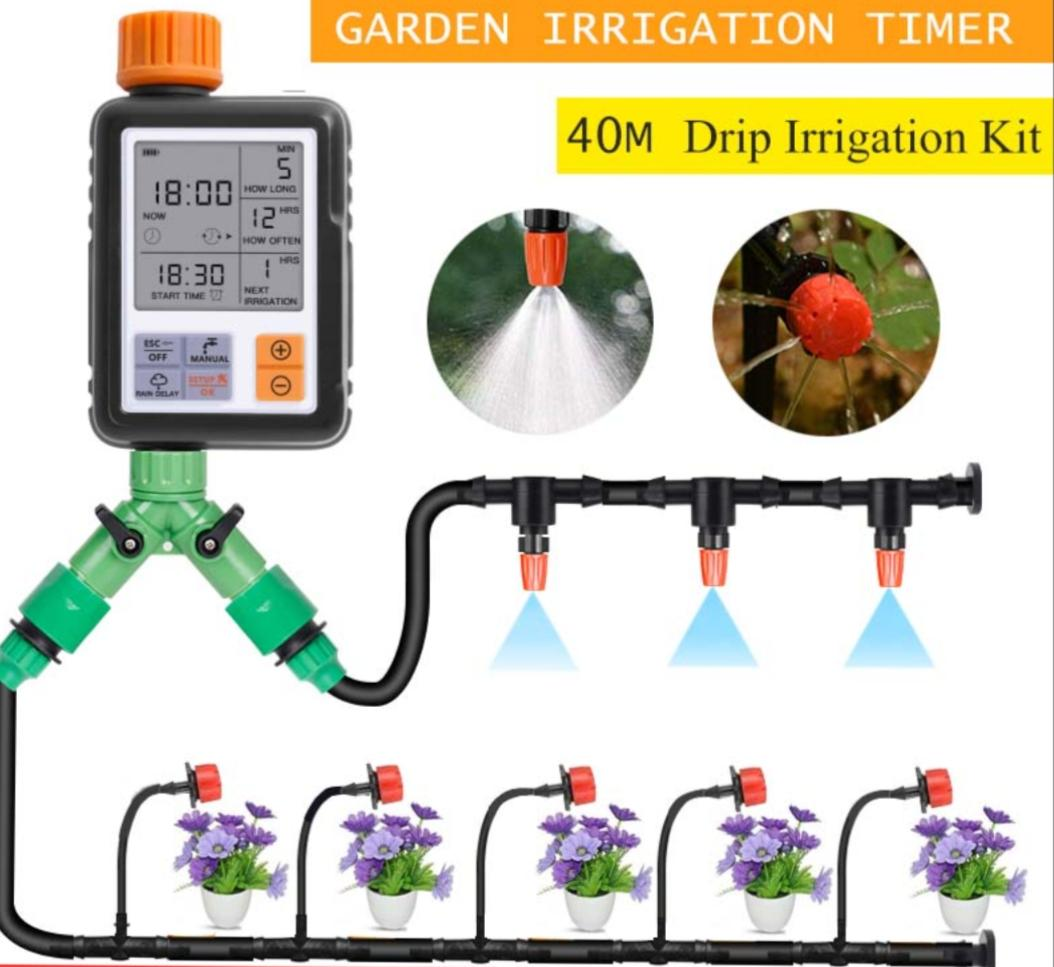 GARDEN IRRIGATION TIMER
40M Drip Irrigation Kit
MIN
5
HOW LONG
18:00
NOW
12 HRS
HOW OFTEN
18:30
START TIME
1 HRS
NEXT
IRRIGATION
ESC
OFF
MANUAL
RAIN DELAY
SETUP
OK